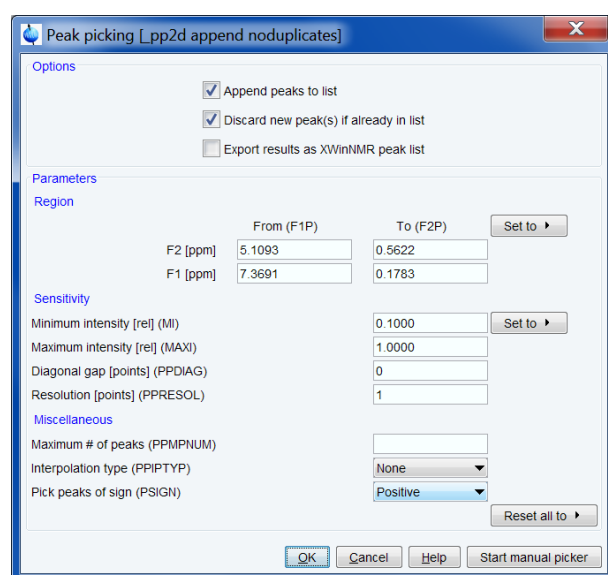 Peak picking [_pp2d append noduplicates]
Options
Append peaks to list
Discard new peak(s) if already in list
Export results as XWinNMR peak list
Parameters
Region
From (F1P) To (F2P) Set to
F2 [ppm] 5.1093 0.5622
F1 [ppm] 7.3691 0.1783
Sensitivity
Minimum intensity [rel] (MI) 0.1000 Set to
Maximum intensity [rel] (MAXI) 1.0000
Diagonal gap [points] (PPDIAG) 0
Resolution [points] (PPRESOL) 1
Miscellaneous
Maximum # of peaks (PPMPNUM)
Interpolation type (PPIPTYP) None
Pick peaks of sign (PSIGN) Positive
Reset all to
OK Cancel Help Start manual picker